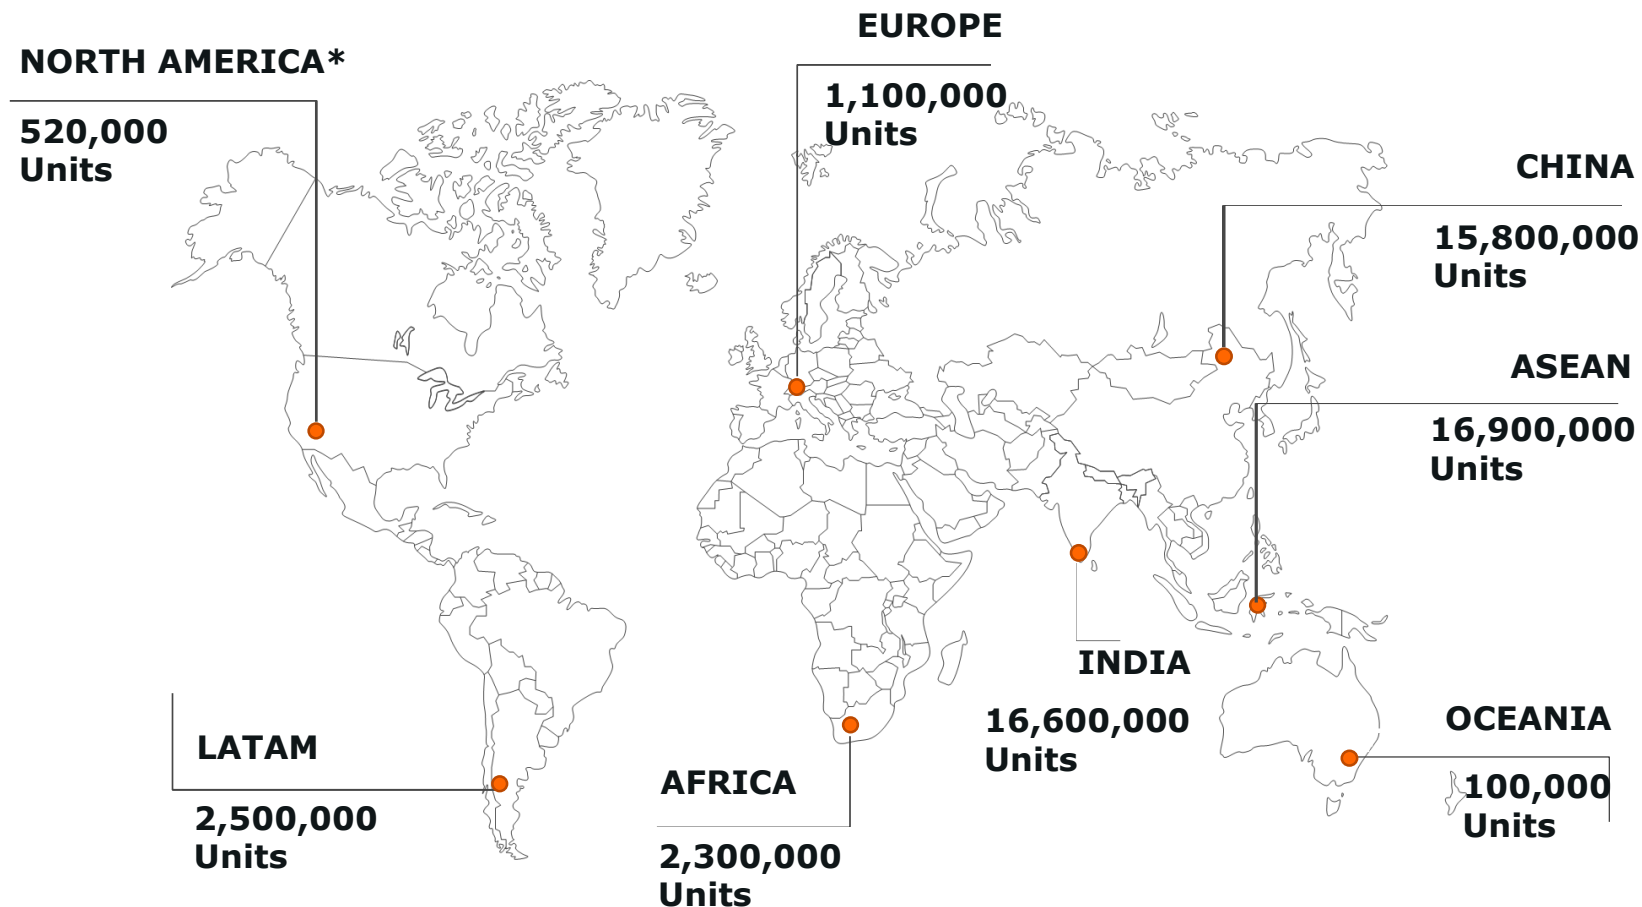 NORTH AMERICA*
520,000
Units
EUROPE
1,100,000
Units
CHINA
15,800,000
Units
ASEAN
16,900,000
Units
INDIA
16,600,000
Units
OCEANIA
100,000
Units
LATAM
2,500,000
Units
AFRICA
2,300,000
Units